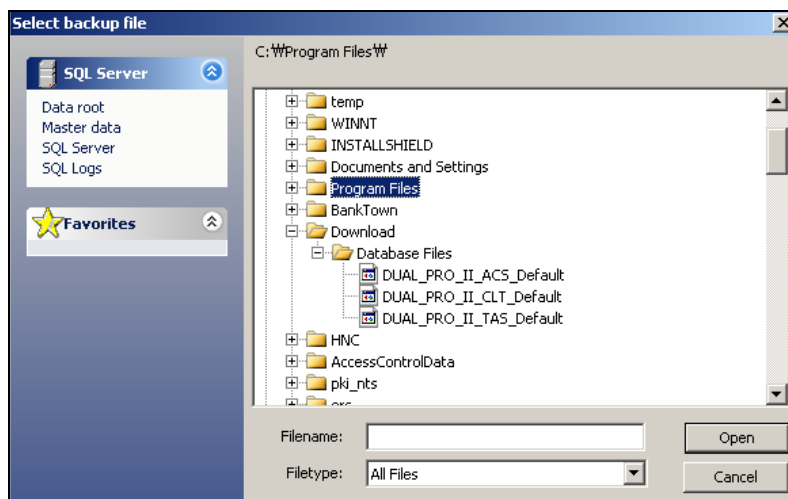 Select backup file
SQL Server
Data root
Master data
SQL Server
SQL Logs
Favorites
C:₩Program Files₩
temp
WINNT
INSTALLSHIELD
Documents and Settings
Program Files
BankTown
Download
Database Files
DUAL_PRO_II_ACS_Default
DUAL_PRO_II_CLT_Default
DUAL_PRO_II_TAS_Default
HNC
AccessControlData
pki_nts
Filename:
Open
Filetype:
All Files
Cancel